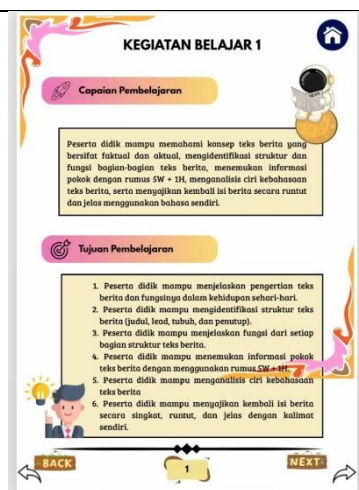 KEGIATAN BELAJAR 1
NEWS
Capaian Pembelajaran
Peserta didik mampu memahami konsep teks berita yang
bersifat faktual dan aktual, mengidentifikasi struktur dan
fungsi bagian-bagian teks berita, menemukan informasi
pokok dengan rumus 5W + 1H, menganalisis ciri kebahasaan
teks berita, serta menyajikan kembali isi berita secara runtut
dan jelas menggunakan bahasa sendiri.
Tujuan Pembelajaran
1. Peserta didik mampu menjelaskan pengertian teks
berita dan fungsinya dalam kehidupan sehari-hari.
2. Peserta didik mampu mengidentifikasi struktur teks
berita (judul, lead, tubuh, dan penutup).
3. Peserta didik mampu menjelaskan fungsi dari setiap
bagian struktur teks berita.
4. Peserta didik mampu menemukan informasi pokok
teks berita dengan menggunakan rumus 5W + 1H.
5. Peserta didik mampu menganalisis ciri kebahasaan
teks berita
6. Peserta didik mampu mengyajikan kembali isi berita
secara singkat, runtut, dan jelas dengan kalimat
sendiri.
BACK
1
NEXT